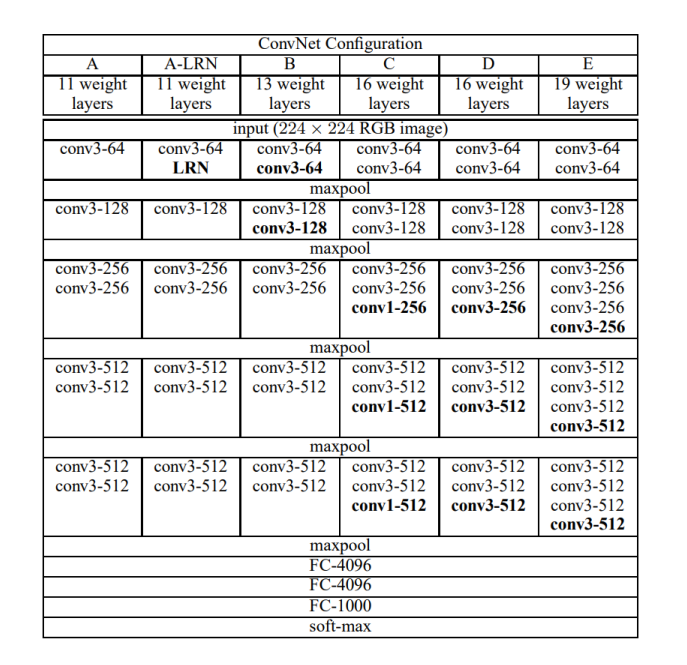 ConvNet Configuration
A A-LRN B C D E
11 weight 11 weight 13 weight 16 weight 16 weight 19 weight
layers layers layers layers layers layers
input (224 × 224 RGB image)
conv3-64 conv3-64 conv3-64 conv3-64 conv3-64 conv3-64
LRN conv3-64 conv3-64 conv3-64 conv3-64
maxpool
conv3-128 conv3-128 conv3-128 conv3-128 conv3-128 conv3-128
conv3-128 conv3-128 conv3-128 conv3-128
maxpool
conv3-256 conv3-256 conv3-256 conv3-256 conv3-256 conv3-256
conv3-256 conv3-256 conv3-256 conv3-256 conv3-256 conv3-256
conv1-256 conv3-256 conv3-256
conv3-256
maxpool
conv3-512 conv3-512 conv3-512 conv3-512 conv3-512 conv3-512
conv3-512 conv3-512 conv3-512 conv3-512 conv3-512 conv3-512
conv1-512 conv3-512 conv3-512
conv3-512
maxpool
conv3-512 conv3-512 conv3-512 conv3-512 conv3-512 conv3-512
conv3-512 conv3-512 conv3-512 conv3-512 conv3-512 conv3-512
conv1-512 conv3-512 conv3-512
conv3-512
maxpool
FC-4096
FC-4096
FC-1000
soft-max